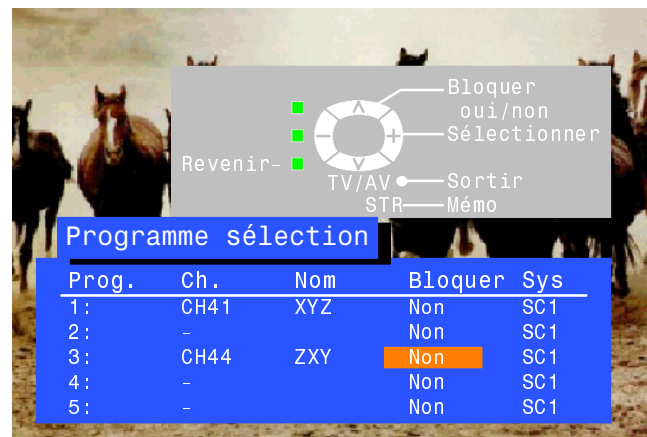 Bloquer
oui/non
Sélectionner
Revenir
TV/AV Sortir
STR Mémo
Programme sélection
Prog. Ch. Nom Bloquer Sys
1: CH41 XYZ Non SC1
2: - Non SC1
3: CH44 ZXY Non SC1
4: - Non SC1
5: - Non SC1